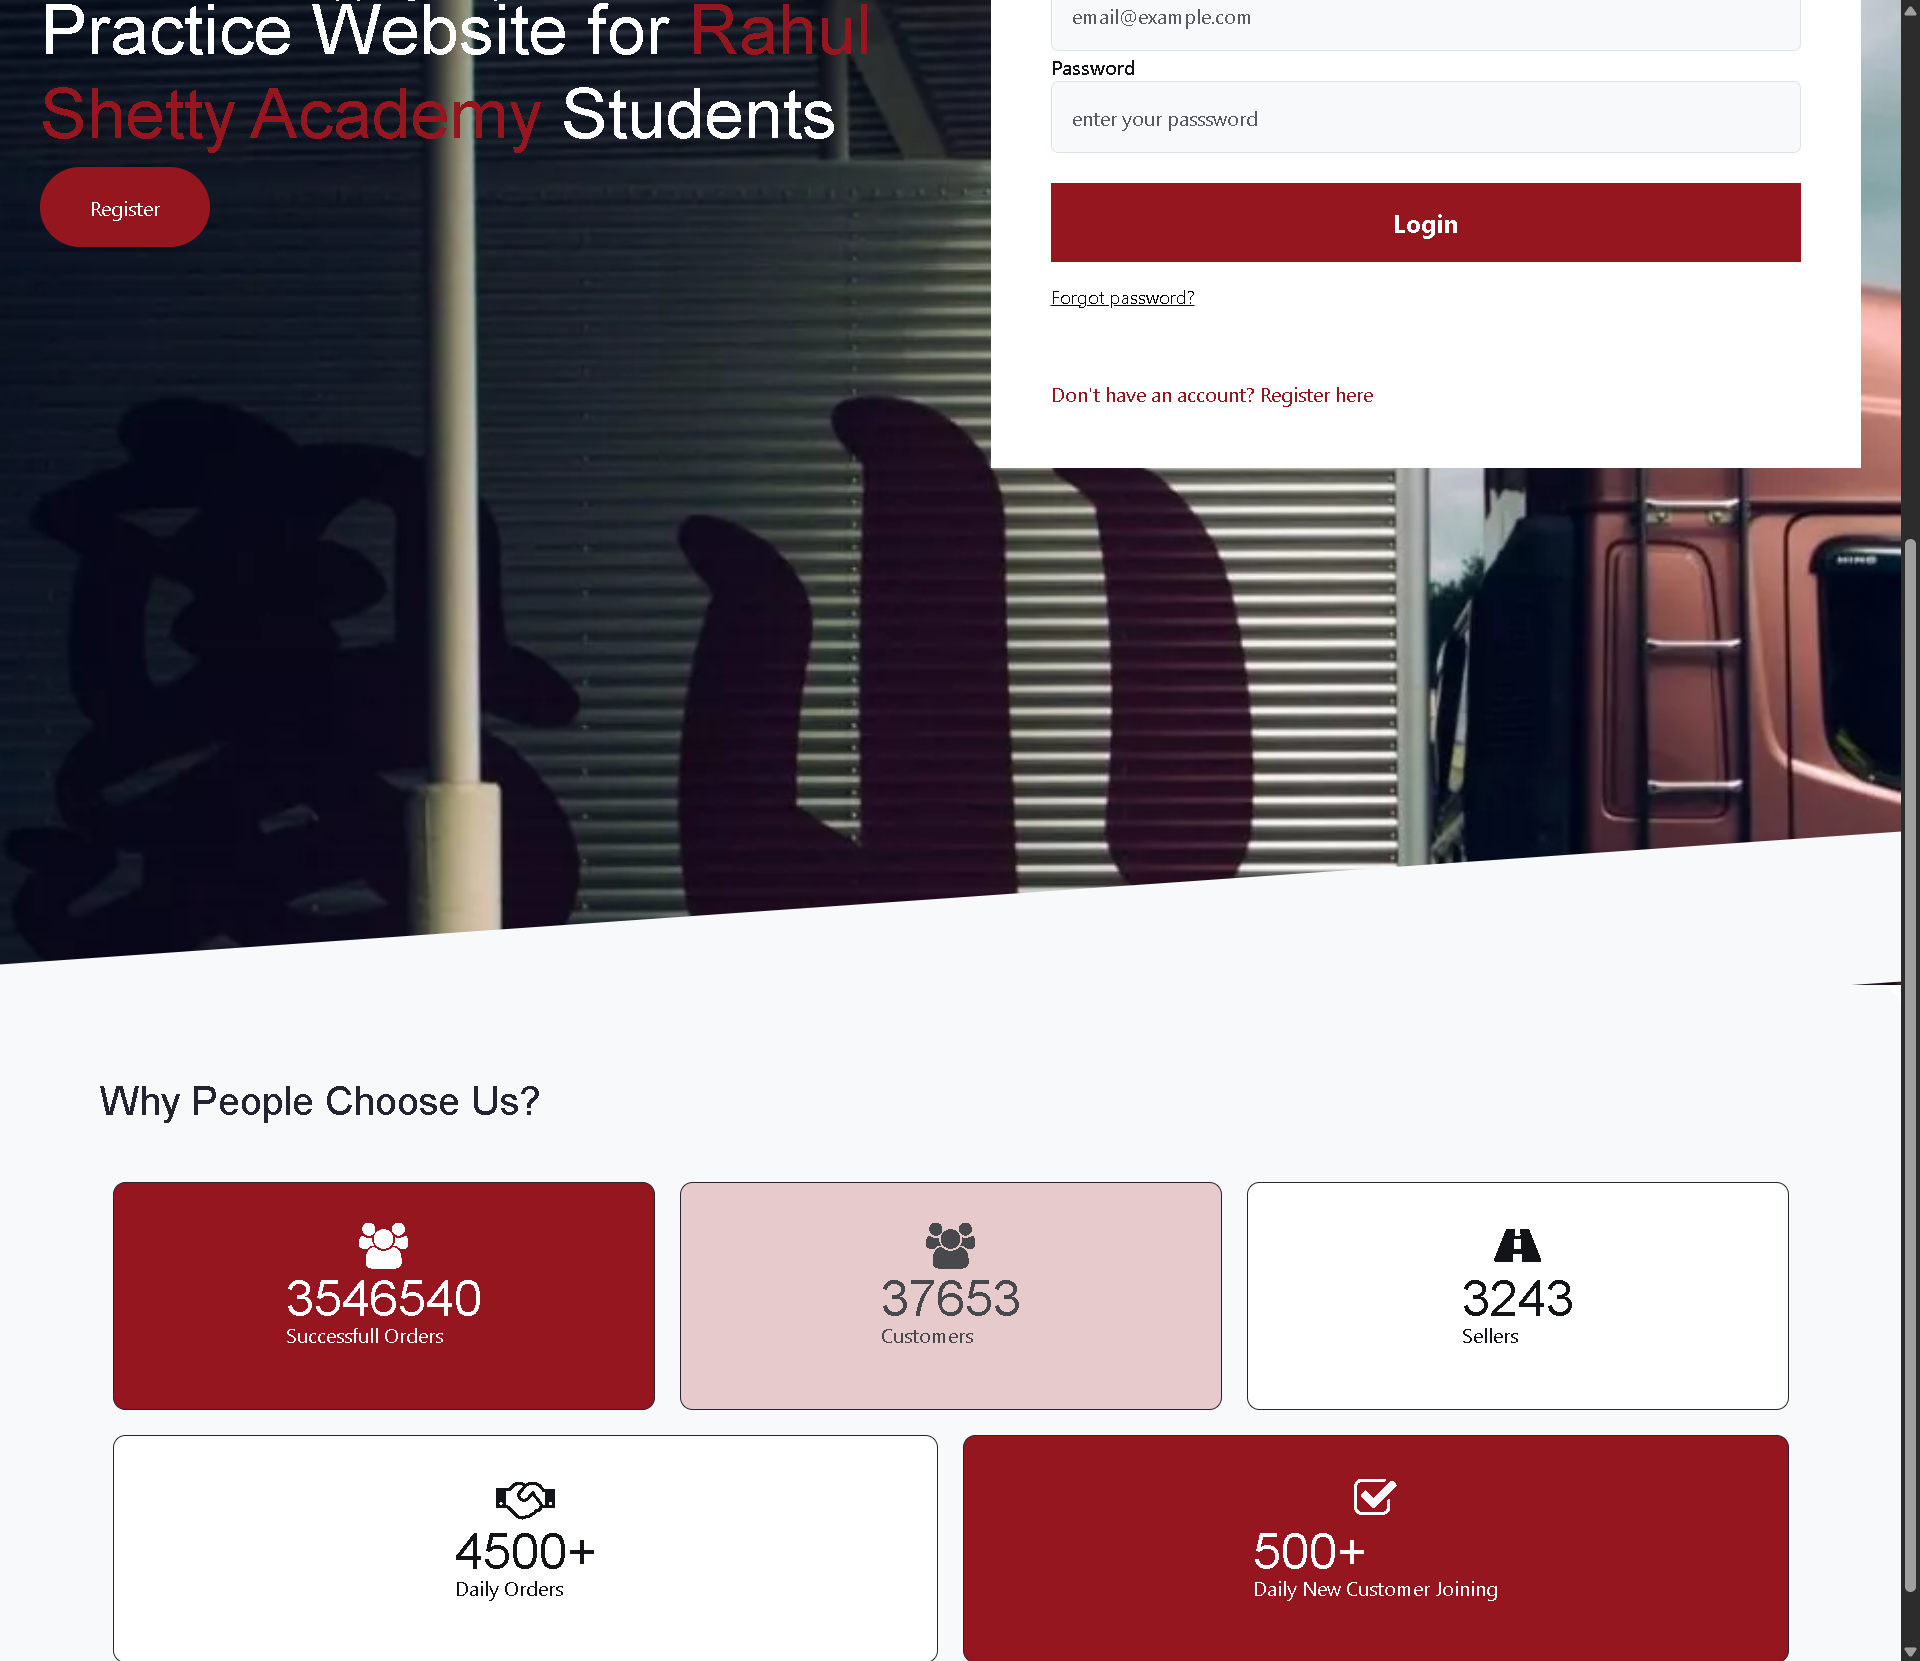 Practice Website for Rahul
Shetty Academy Students
Register
email@example.com
Password
enter your passsword
Login
Forgot password?
Don't have an account? Register here
HINO
Why People Choose Us?
3546540
Successfull Orders
37653
Customers
3243
Sellers
4500+
Daily Orders
500+
Daily New Customer Joining